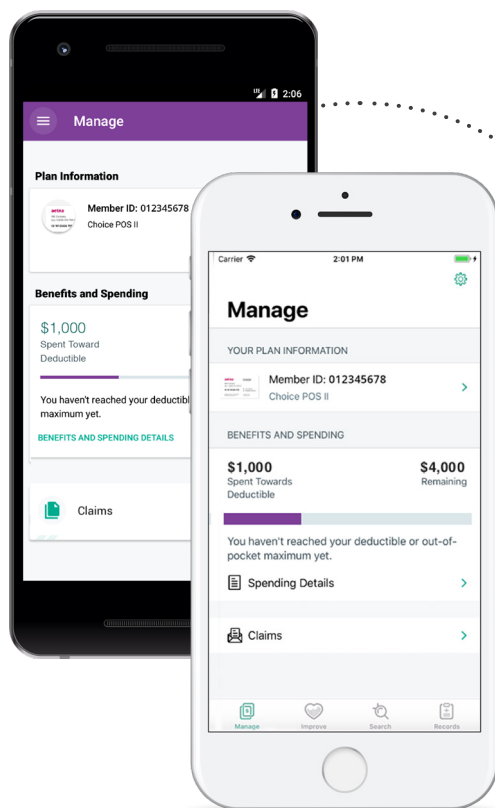 LTE 2:06
Manage
Plan Information
Member ID: 012345678
Choice POS II
Benefits and Spending
$1,000
Spent Toward
Deductible
You haven't reached your deductibl
maximum yet.
BENEFITS AND SPENDING DETAILS
Claims
Carrier 2:01 PM
Manage
YOUR PLAN INFORMATION
Member ID: 012345678
Choice POS II
BENEFITS AND SPENDING
$1,000 $4,000
Spent Towards Remaining
Deductible
You haven't reached your deductible or out-of-
pocket maximum yet.
Spending Details
Claims
Manage Improve Search Records